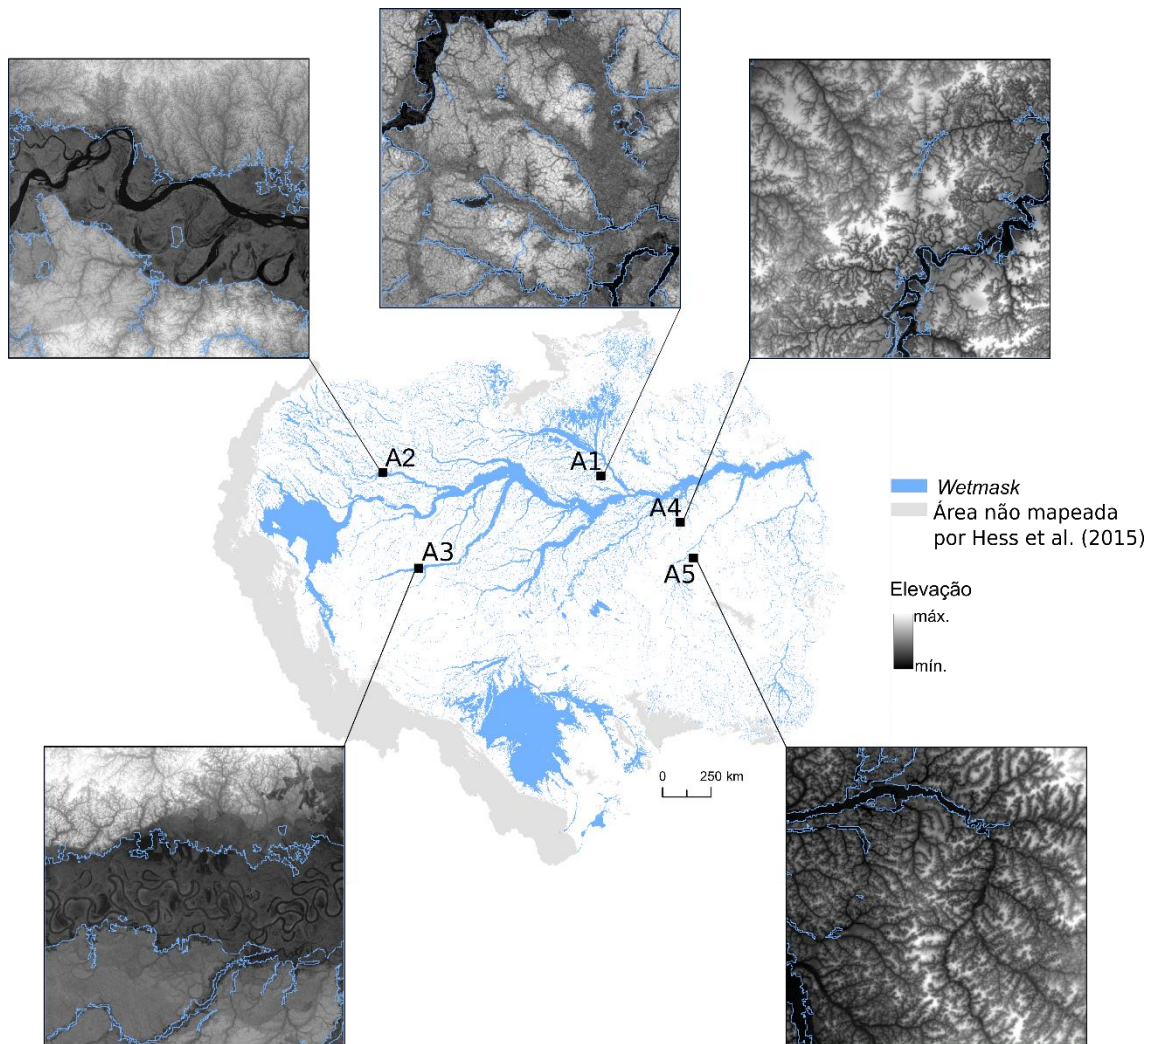 A2
A1
A4
A3
A5
Wetmask
Área não mapeada
por Hess et al. (2015)
Elevação
máx.
mín.
0 250 km